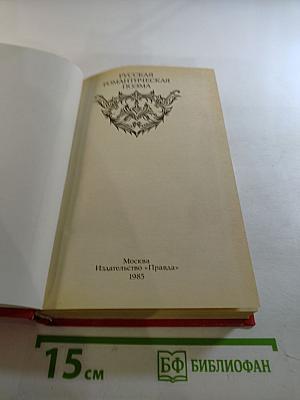 РУССКАЯ
РОМАНТИЧЕСКАЯ
ПОЭМА
Москва
Издательство «Правда»
1985
15 см
БФ БИБЛИОФАН